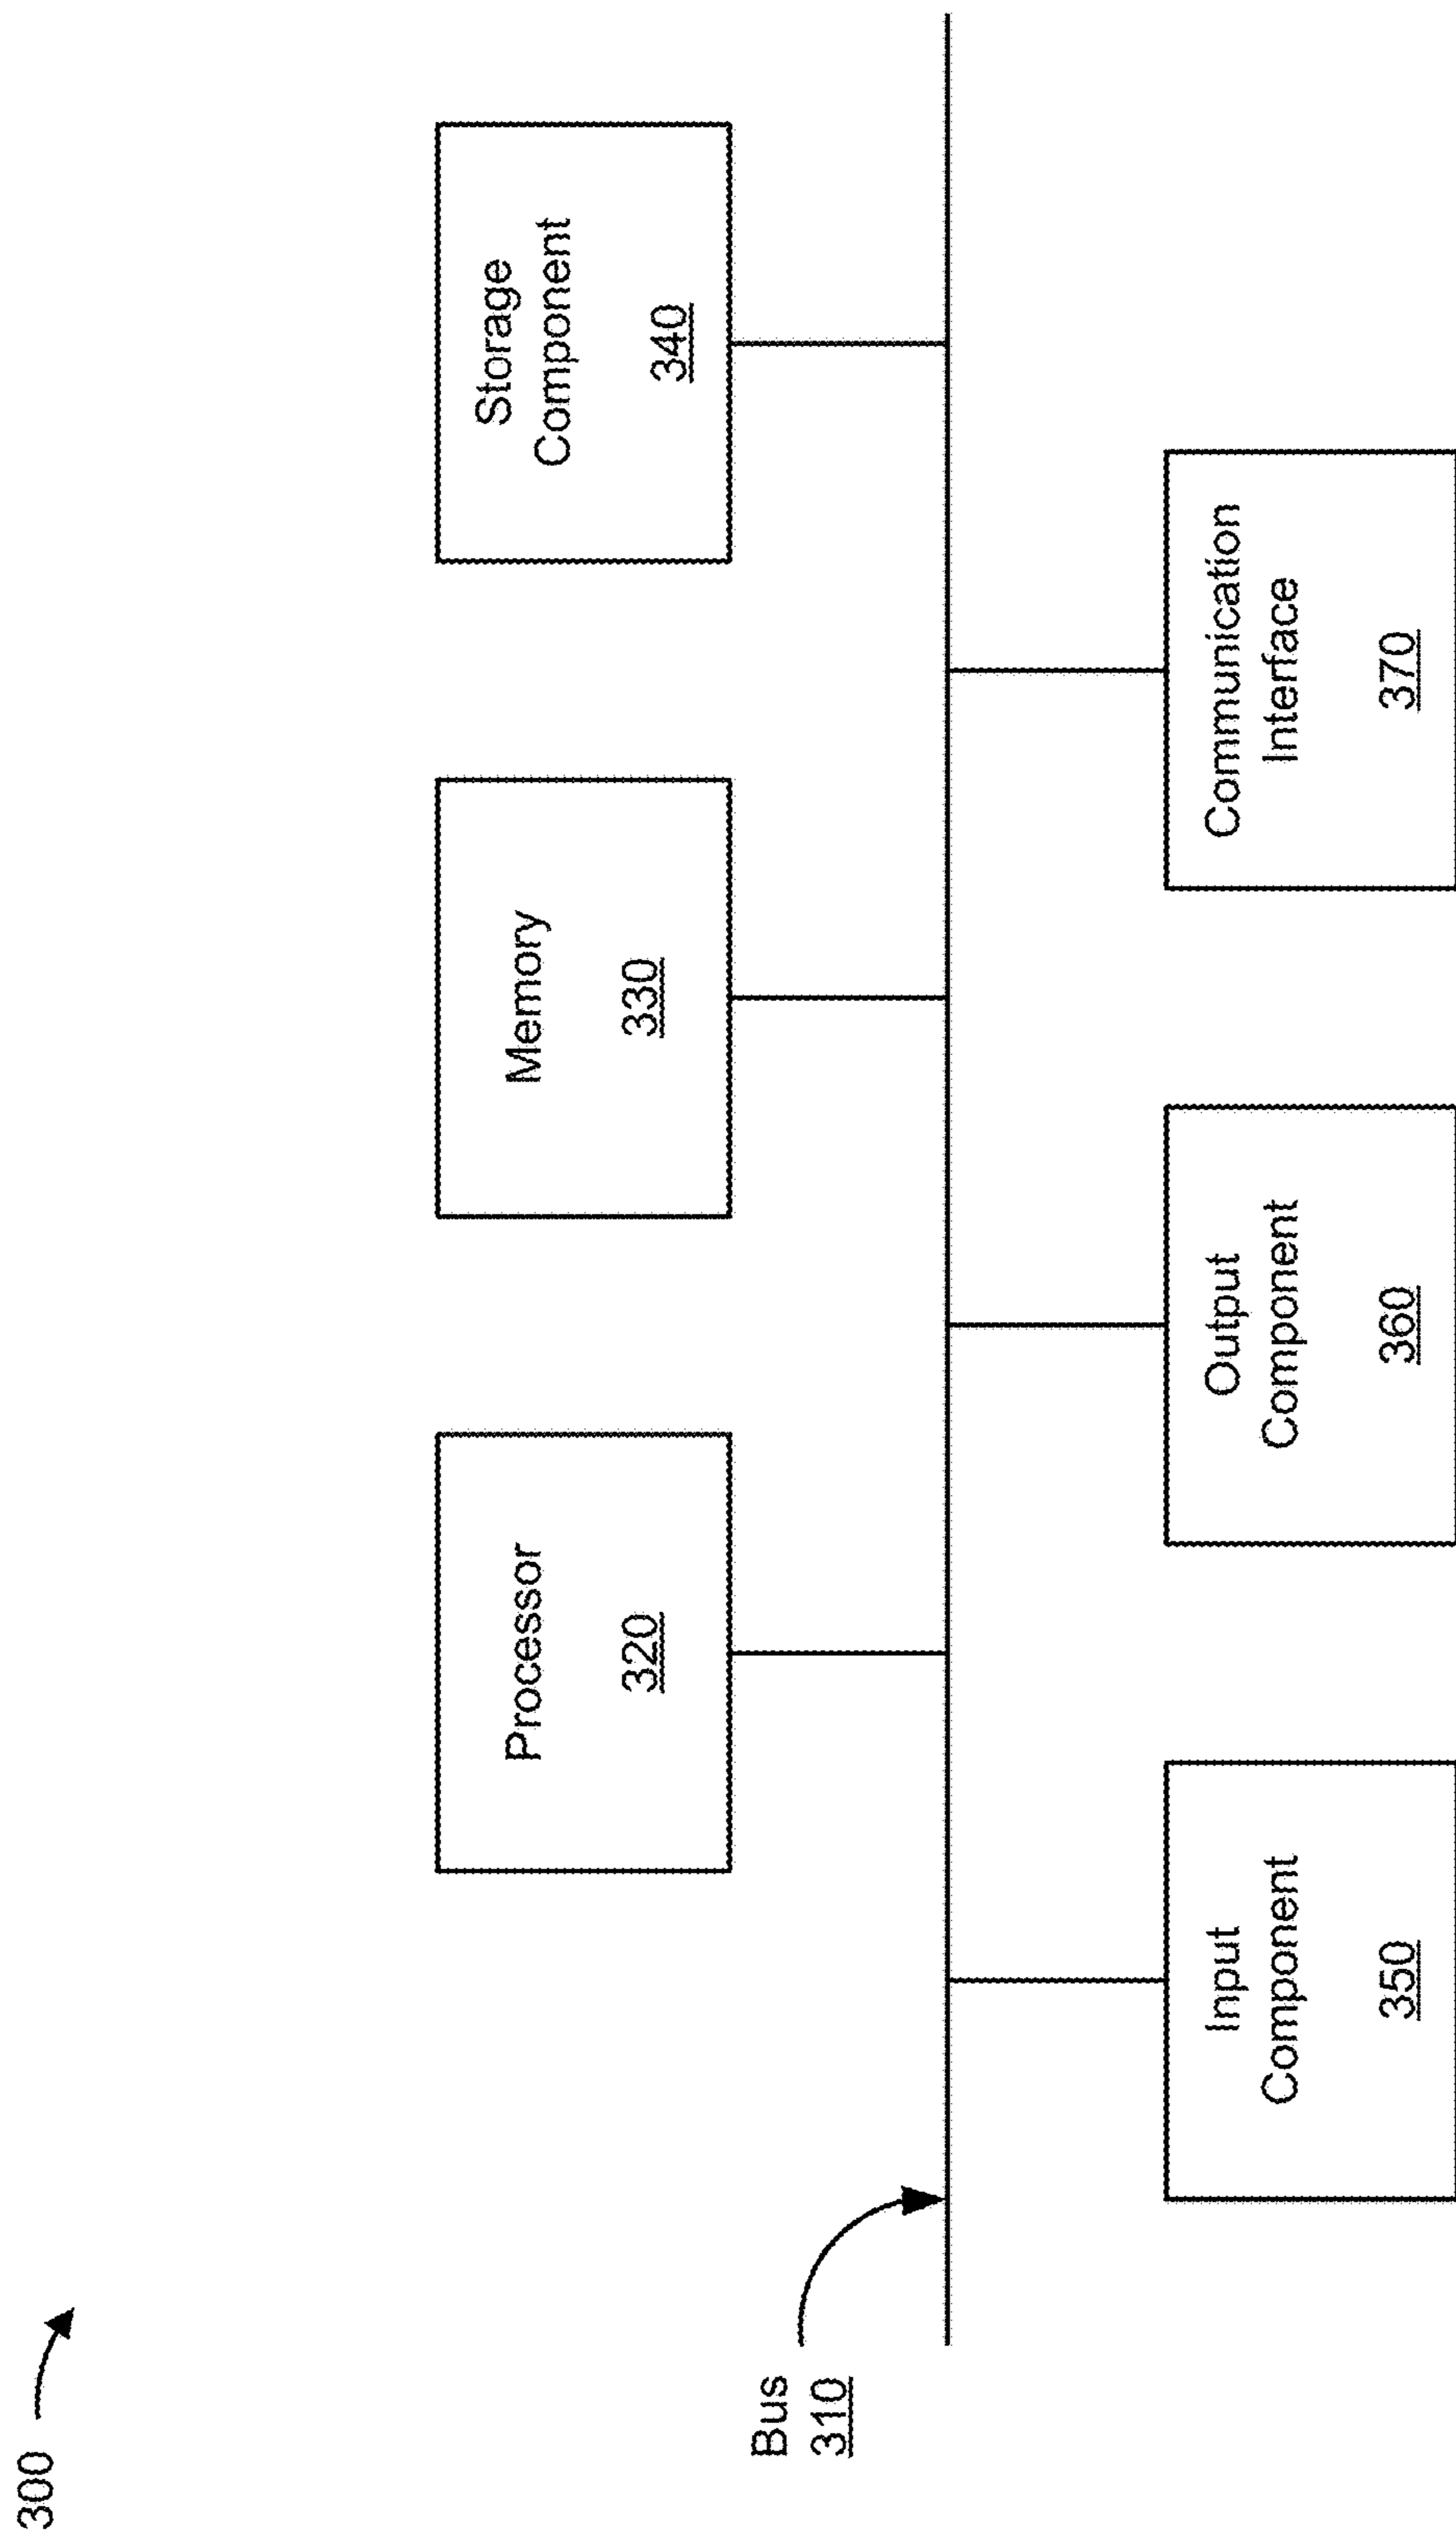 300
Processor
320
Memory
330
Storage
Component
340
Bus
310
Input
Component
350
Output
Component
360
Communication
Interface
370